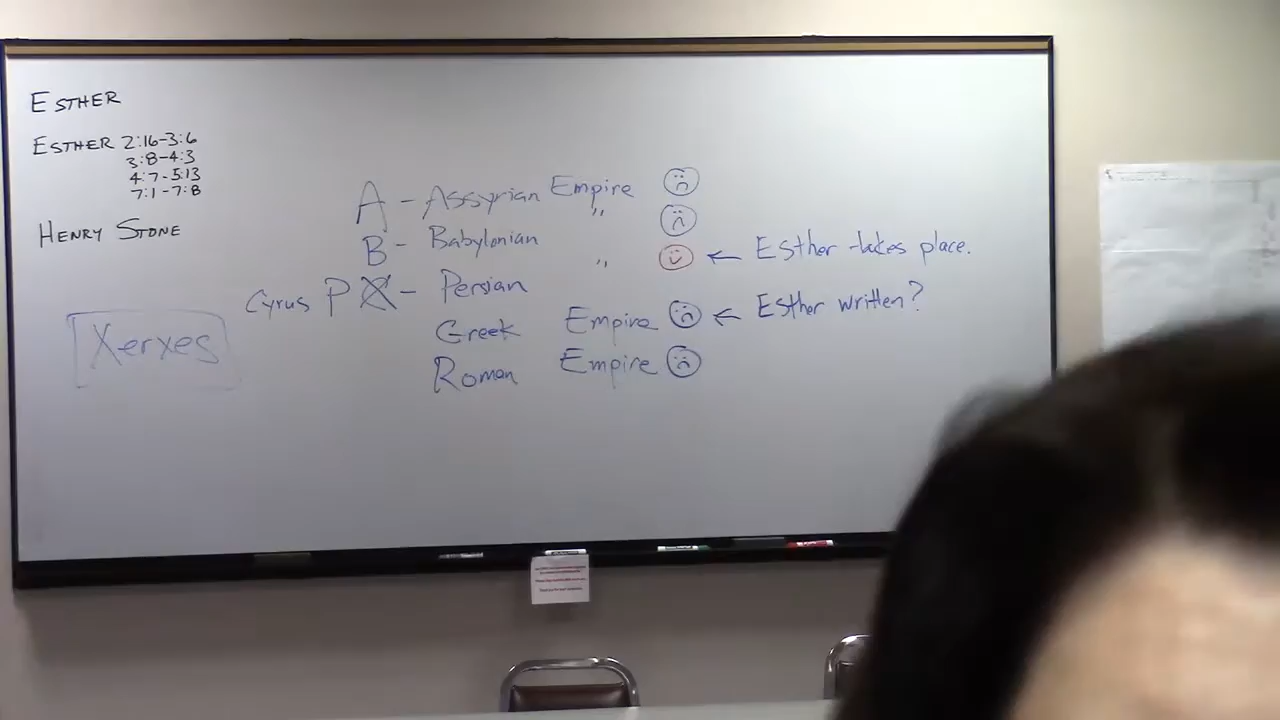 ESTHER
ESTHER 2:16-3:6
3:8-4:3
4:7-5:13
7:1-7:8
HENRY STONE
Xerxes
A - Assyrian Empire
B - Babylonian "
Cyrus P - Persian "
Greek Empire
Roman Empire
← Esther takes place.
← Esther written?